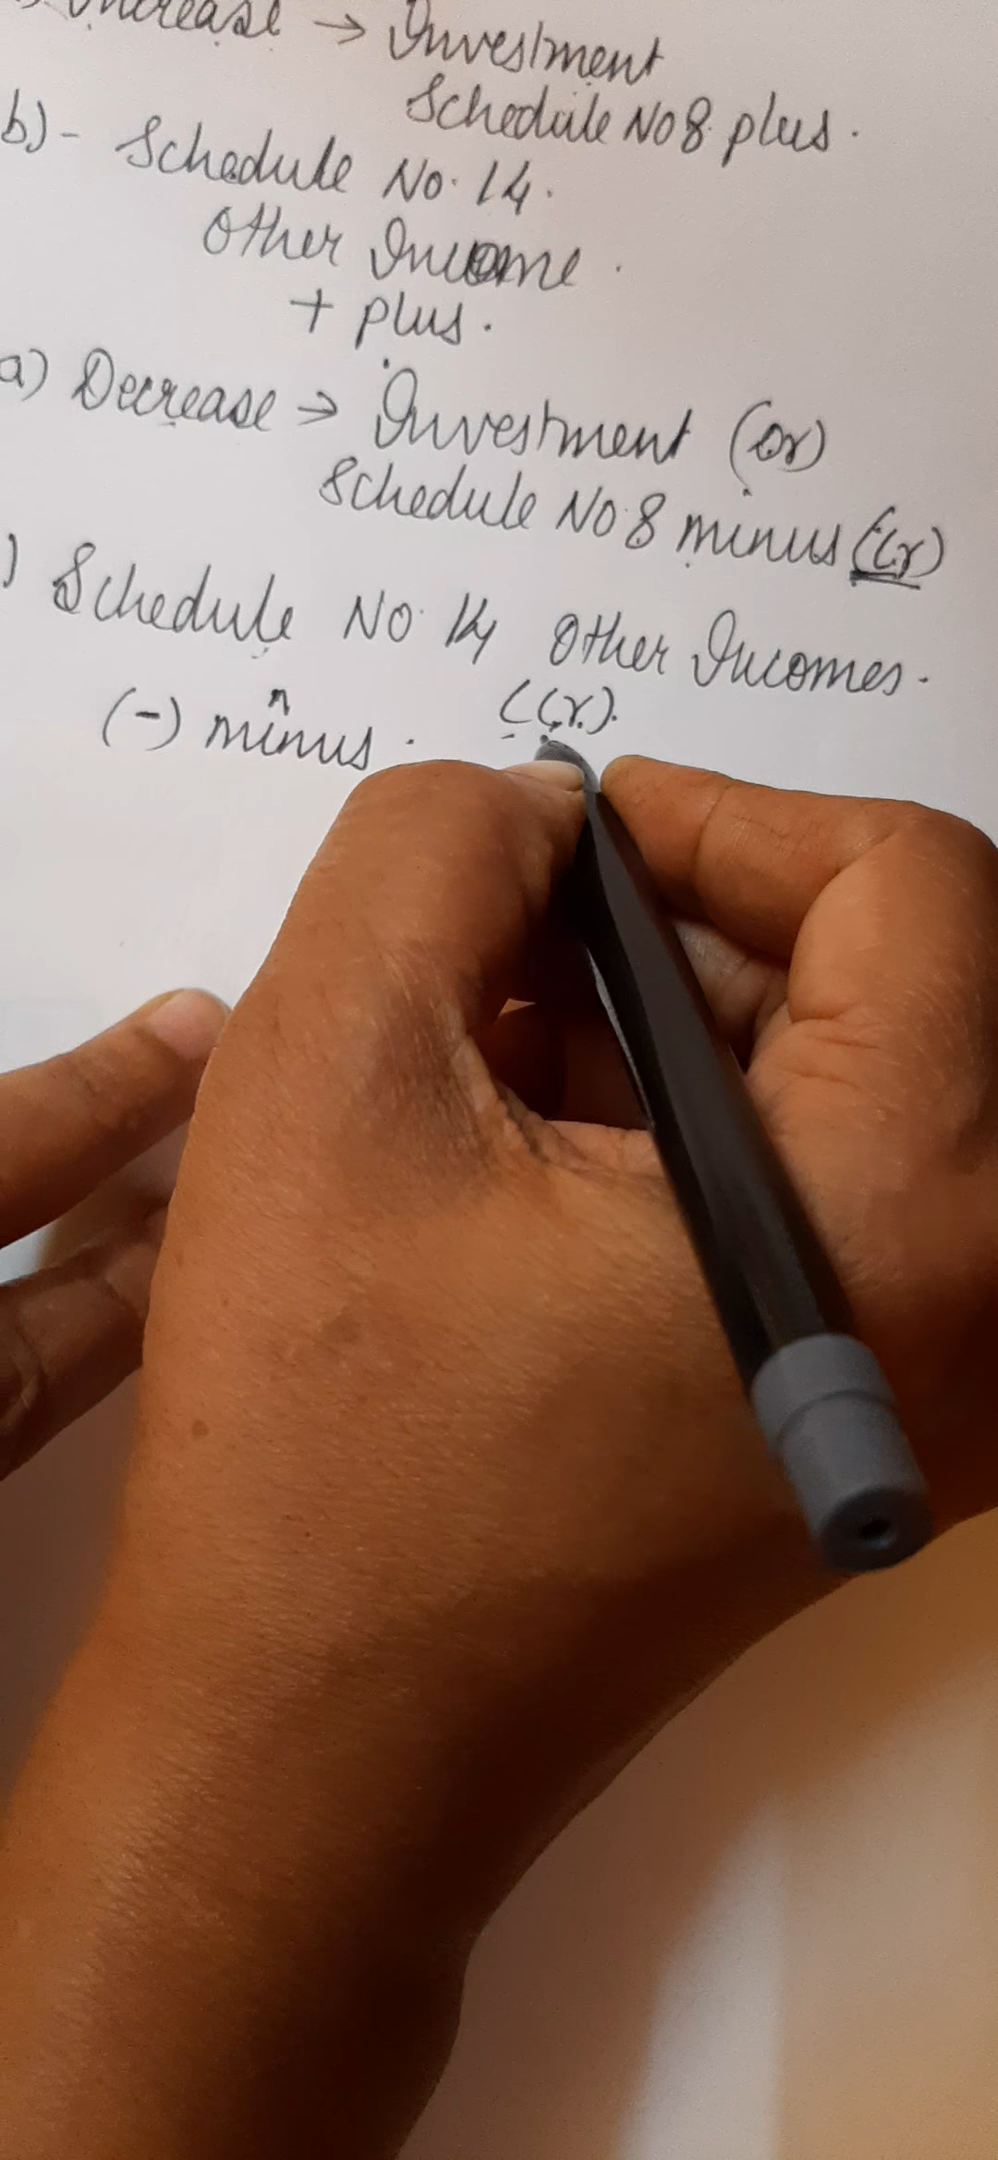 Increase → Investment
Schedule No 8 plus.
b) - Schedule No. 14.
Other Income.
+ plus.
a) Decrease → Investment (or)
Schedule No 8 minus (Cr)
) Schedule No. 14 Other Incomes.
(-) minus. (Cr).